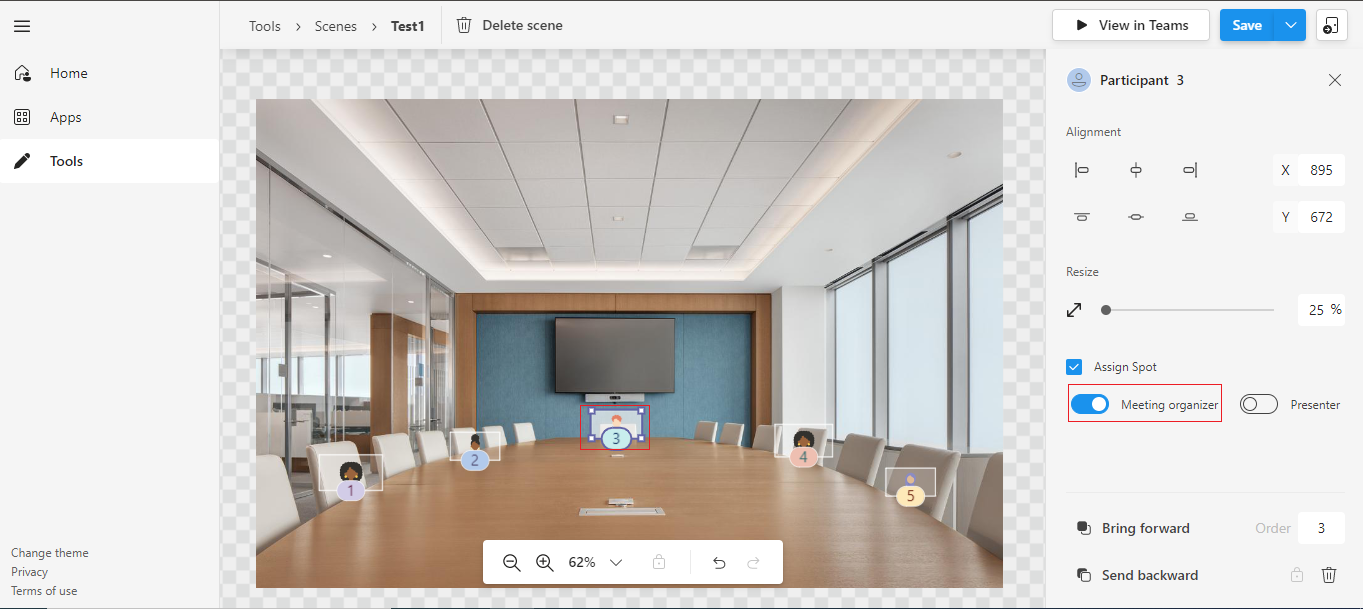 Tools > Scenes > Test1 Delete scene View in Teams Save
Home
Apps
Tools
Change theme
Privacy
Terms of use
1
2
3
4
5
62%
Participant 3
Alignment
X 895
Y 672
Resize
25 %
Assign Spot
Meeting organizer Presenter
Bring forward Order 3
Send backward